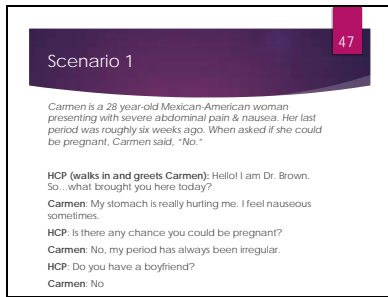 47
Scenario 1
Carmen is a 28 year-old Mexican-American woman
presenting with severe abdominal pain & nausea. Her last
period was roughly six weeks ago. When asked if she could
be pregnant, Carmen said, "No."
HCP (walks in and greets Carmen): Hello! I am Dr. Brown.
So…what brought you here today?
Carmen: My stomach is really hurting me. I feel nauseous
sometimes.
HCP: Is there any chance you could be pregnant?
Carmen: No, my period has always been irregular.
HCP: Do you have a boyfriend?
Carmen: No